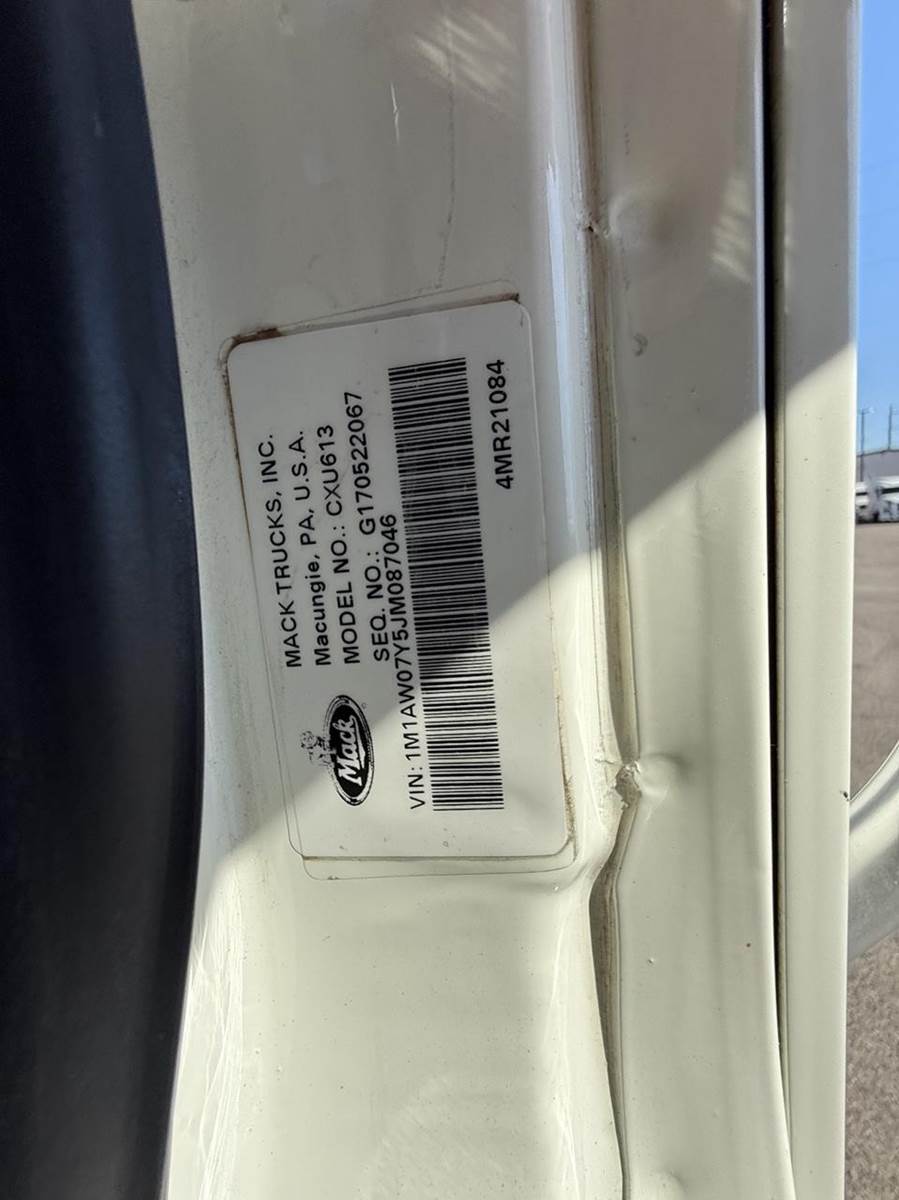 MACK TRUCKS, INC.
Macungie, PA, U.S.A.
MODEL NO.: CXU613
SEQ. NO.: G170522067
Mack
VIN: 1M1AW07Y5JM087046
4MR21084